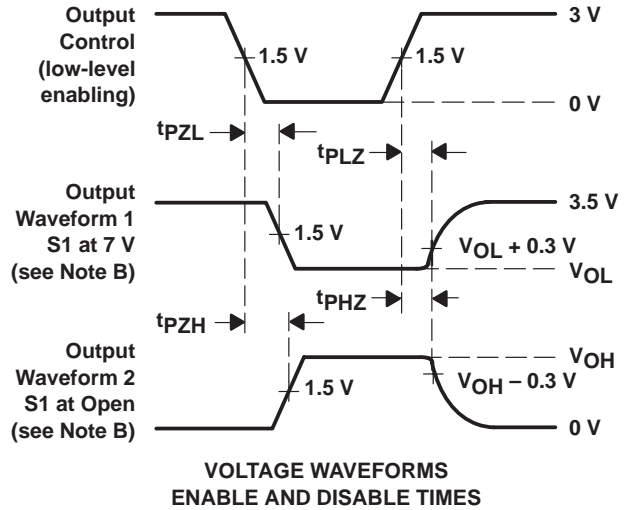 Output
Control
(low-level
enabling)
1.5 V
1.5 V
3 V
0 V
tPZL
tPLZ
Output
Waveform 1
S1 at 7 V
(see Note B)
1.5 V
3.5 V
VOL + 0.3 V
VOL
tPHZ
tPZH
Output
Waveform 2
S1 at Open
(see Note B)
1.5 V
VOH
VOH – 0.3 V
0 V
VOLTAGE WAVEFORMS
ENABLE AND DISABLE TIMES